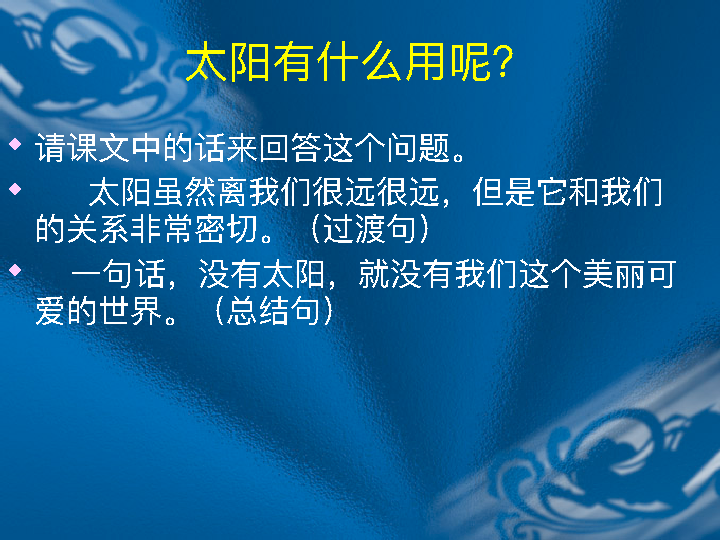 太阳有什么用呢?
请课文中的话来回答这个问题。
太阳虽然离我们很远很远，但是它和我们
的关系非常密切。（过渡句）
一句话，没有太阳，就没有我们这个美丽可
爱的世界。（总结句）